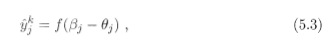 ŷ_j^k = f(β_j − θ_j) , (5.3)